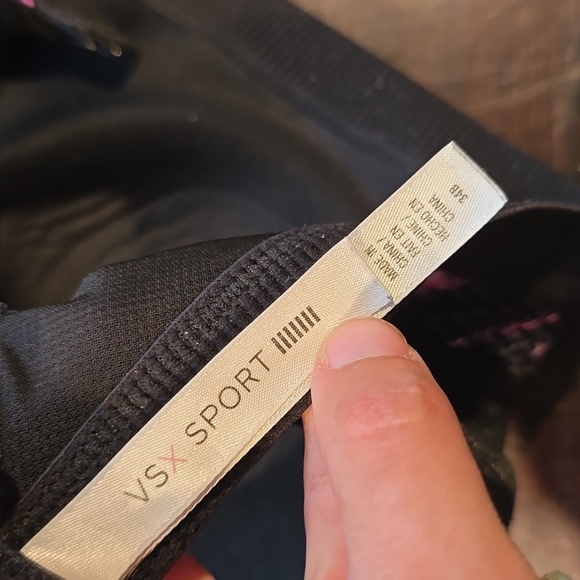 VSX SPORT
MADE IN
CHINA /
FAIT EN
CHINE /
HECHO EN
CHINA
34B